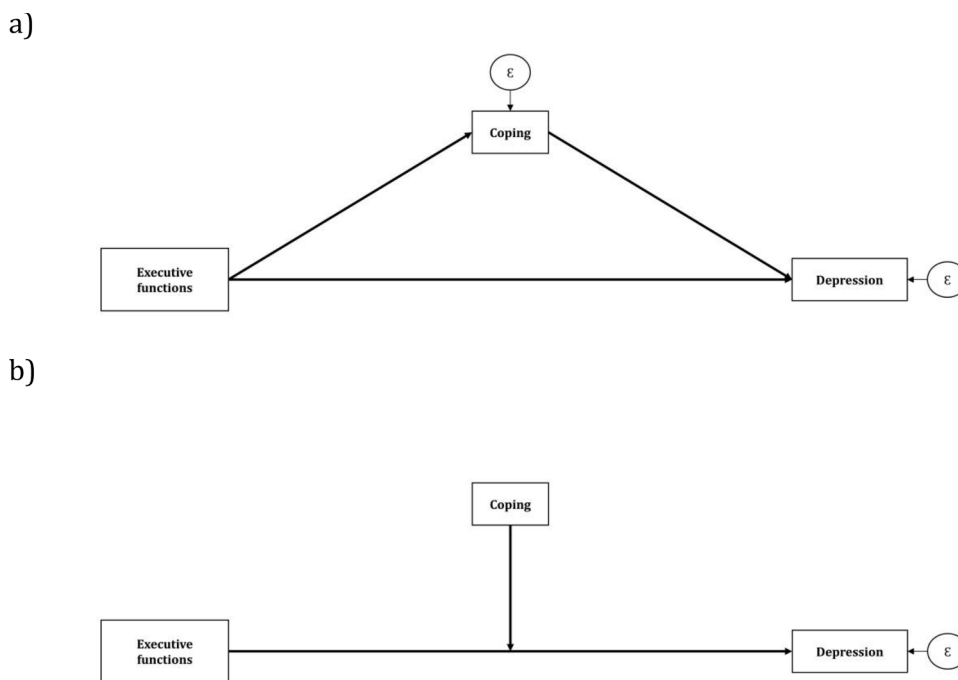 a)
ε
Coping
Executive
functions
Depression
ε
b)
Coping
Executive
functions
Depression
ε